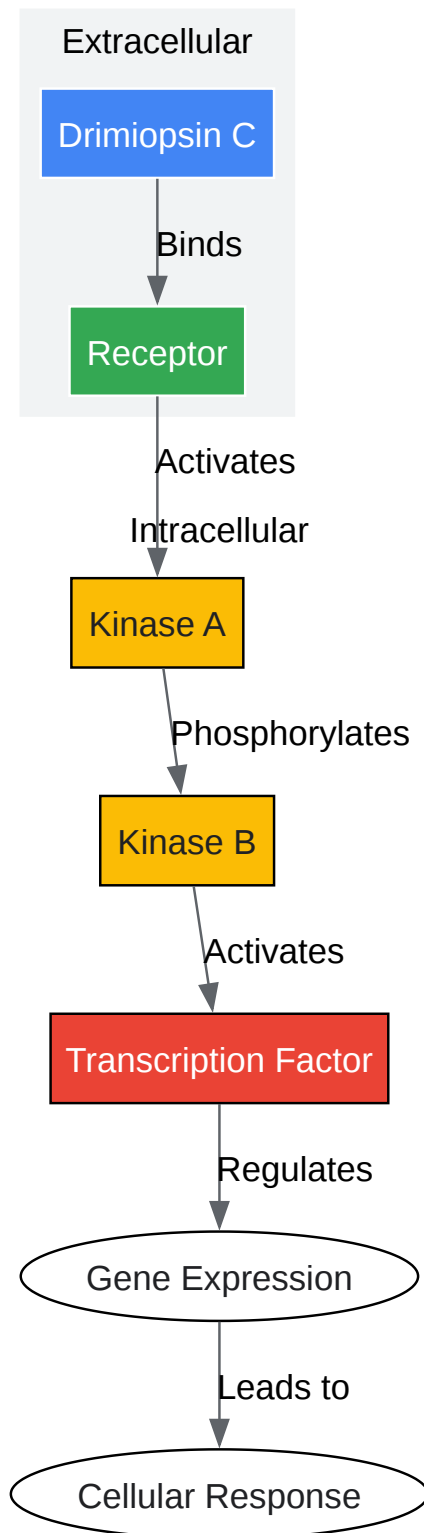 Extracellular
Drimiopsin C
Binds
Receptor
Activates
Intracellular
Kinase A
Phosphorylates
Kinase B
Activates
Transcription Factor
Regulates
Gene Expression
Leads to
Cellular Response